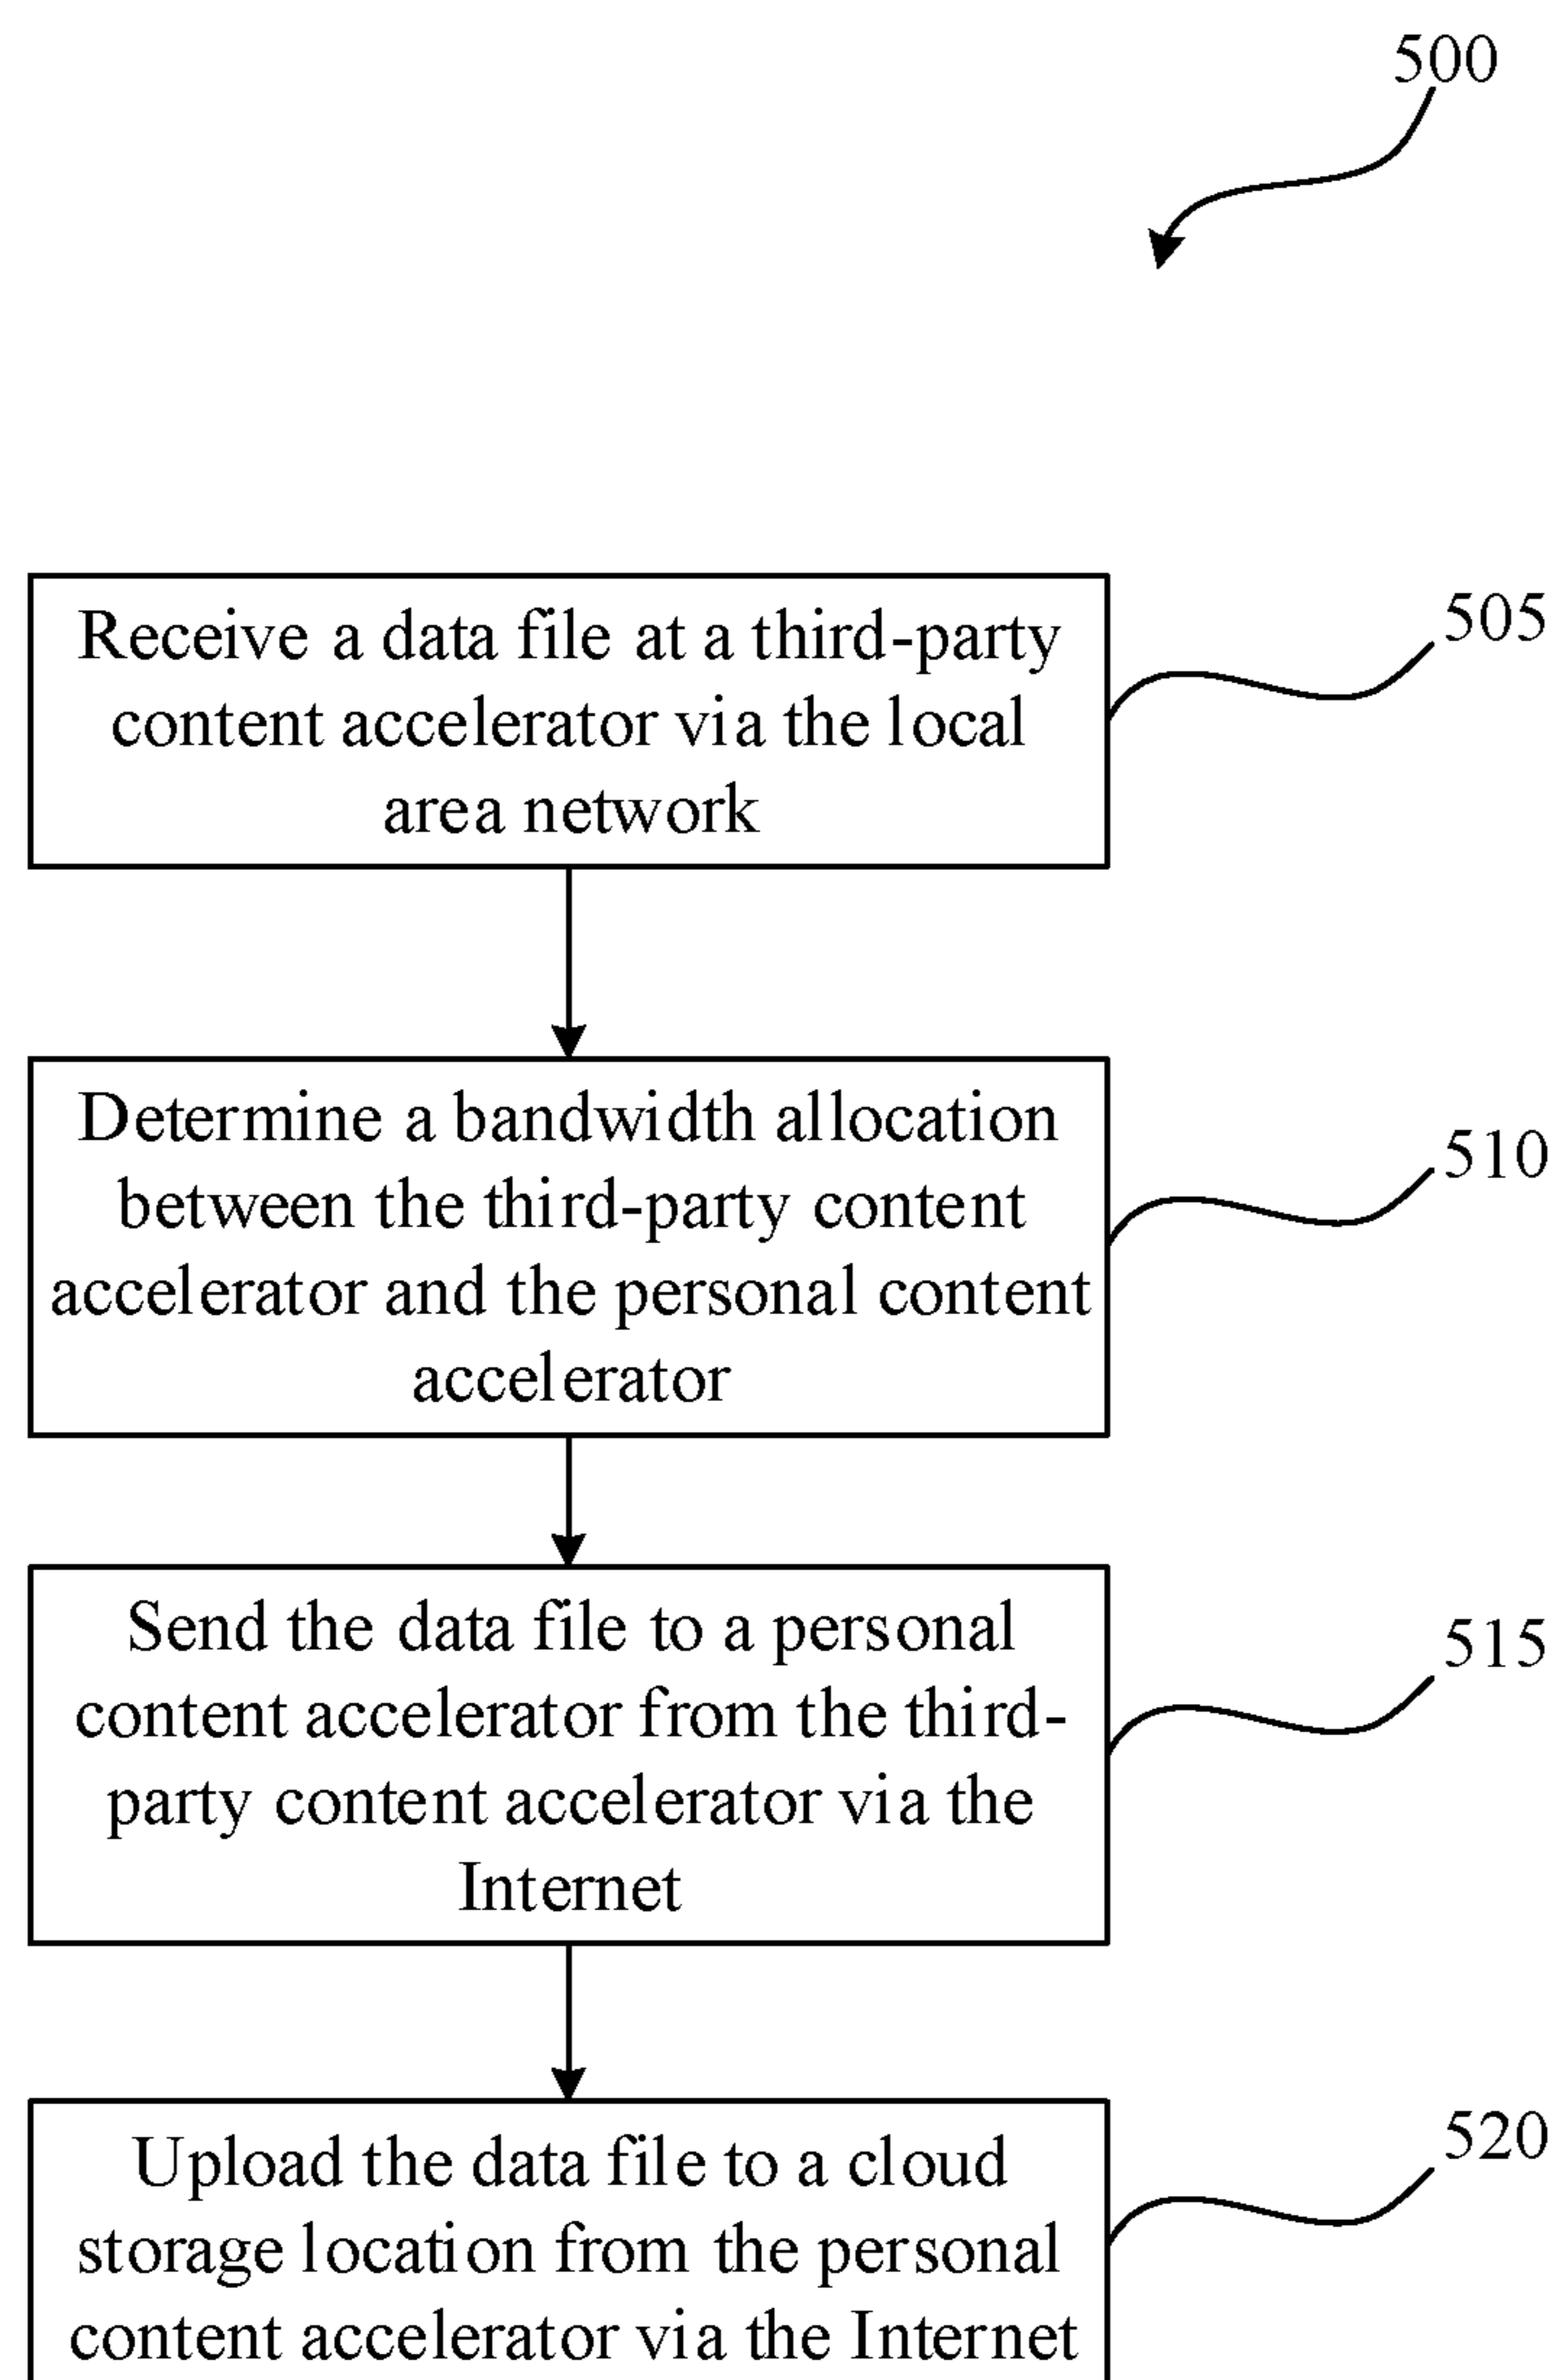 500
Receive a data file at a third-party
content accelerator via the local
area network
505
Determine a bandwidth allocation
between the third-party content
accelerator and the personal content
accelerator
510
Send the data file to a personal
content accelerator from the third-
party content accelerator via the
Internet
515
Upload the data file to a cloud
storage location from the personal
content accelerator via the Internet
520